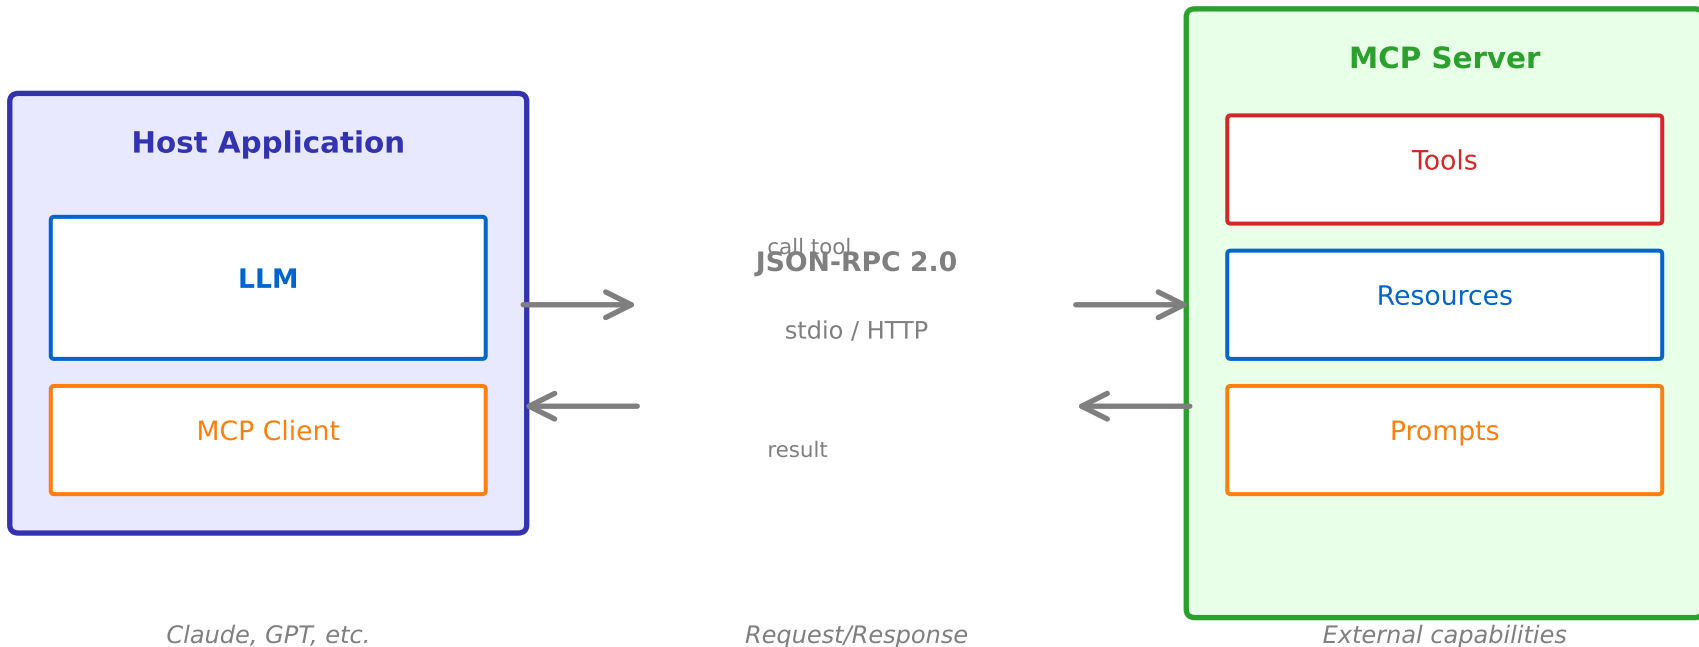 Host Application
LLM
MCP Client
Claude, GPT, etc.
call tool
JSON-RPC 2.0
stdio / HTTP
result
Request/Response
MCP Server
Tools
Resources
Prompts
External capabilities